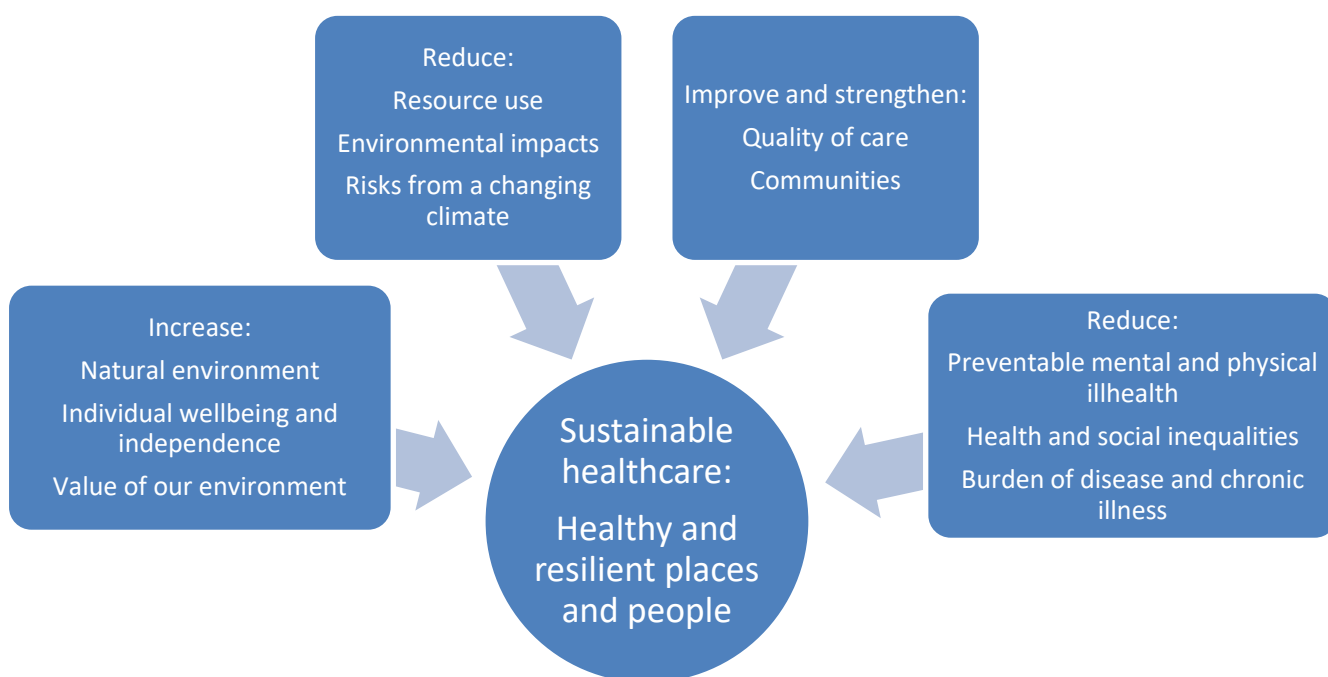 Reduce:
Resource use
Environmental impacts
Risks from a changing
climate
Improve and strengthen:
Quality of care
Communities
Increase:
Natural environment
Individual wellbeing and
independence
Value of our environment
Reduce:
Preventable mental and physical
illhealth
Health and social inequalities
Burden of disease and chronic
illness
Sustainable
healthcare:
Healthy and
resilient places
and people